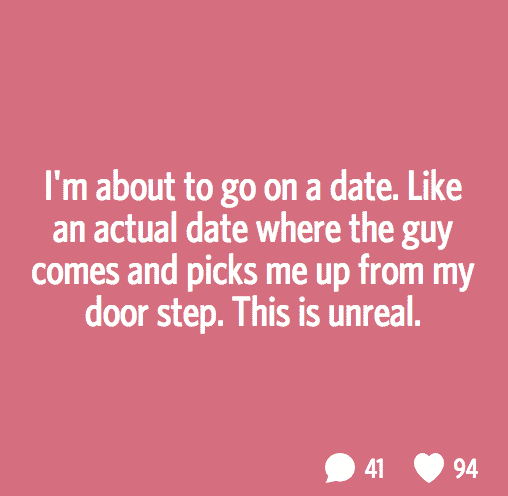 I'm about to go on a date. Like
an actual date where the guy
comes and picks me up from my
door step. This is unreal.
41 94